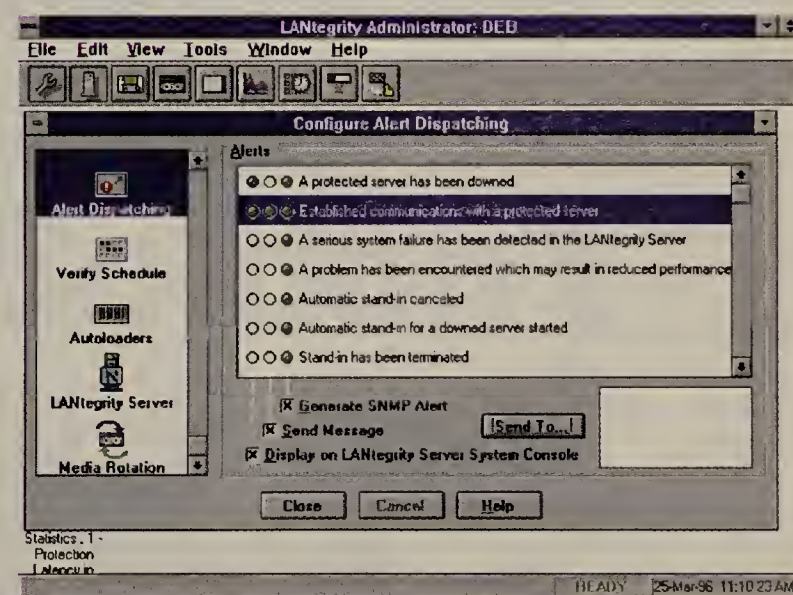 LANtegrity Administrator: DEB
File Edit View Tools Window Help
Configure Alert Dispatching
Alert Dispatching
Verify Schedule
Autoloaders
LANtegrity Server
Media Rotation
Alerts
A protected server has been downed
Established communications with a protected server
A serious system failure has been detected in the LANtegrity Server
A problem has been encountered which may result in reduced performance
Automatic stand-in canceled
Automatic stand-in for a downed server started
Stand-in has been terminated
Generate SNMP Alert
Send Message
Send To...!
Display on LANtegrity Server System Console
Close Cancel Help
Statistics . 1 -
Protection
Latency in
READY 25-Mar-96 11:10:23 AM